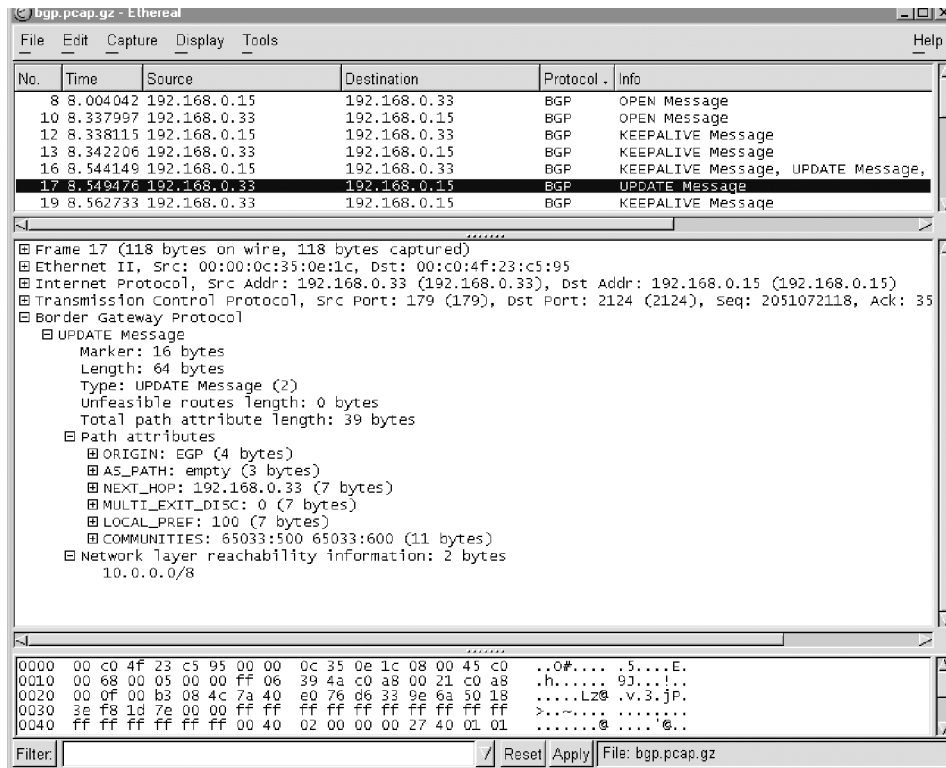 bgp.pcap.gz - Ethereal
File Edit Capture Display Tools Help
No. Time Source Destination Protocol . Info
8 8.004042 192.168.0.15 192.168.0.33 BGP OPEN Message
10 8.337997 192.168.0.33 192.168.0.15 BGP OPEN Message
12 8.338115 192.168.0.15 192.168.0.33 BGP KEEPALIVE Message
13 8.342206 192.168.0.33 192.168.0.15 BGP KEEPALIVE Message
16 8.544149 192.168.0.15 192.168.0.33 BGP KEEPALIVE Message, UPDATE Message,
17 8.549476 192.168.0.33 192.168.0.15 BGP UPDATE Message
19 8.562733 192.168.0.33 192.168.0.15 BGP KEEPALIVE Message
Frame 17 (118 bytes on wire, 118 bytes captured)
Ethernet II, Src: 00:00:0c:35:0e:1c, Dst: 00:c0:4f:23:c5:95
Internet Protocol, Src Addr: 192.168.0.33 (192.168.0.33), Dst Addr: 192.168.0.15 (192.168.0.15)
Transmission Control Protocol, Src Port: 179 (179), Dst Port: 2124 (2124), Seq: 2051072118, Ack: 35
Border Gateway Protocol
UPDATE Message
Marker: 16 bytes
Length: 64 bytes
Type: UPDATE Message (2)
Unfeasible routes length: 0 bytes
Total path attribute length: 39 bytes
Path attributes
ORIGIN: EGP (4 bytes)
AS_PATH: empty (3 bytes)
NEXT_HOP: 192.168.0.33 (7 bytes)
MULTI_EXIT_DISC: 0 (7 bytes)
LOCAL_PREF: 100 (7 bytes)
COMMUNITIES: 65033:500 65033:600 (11 bytes)
Network layer reachability information: 2 bytes
10.0.0.0/8
0000 00 c0 4f 23 c5 95 00 00 0c 35 0e 1c 08 00 45 c0 ..O#.... .5....E.
0010 00 68 00 05 00 00 ff 06 39 4a c0 a8 00 21 c0 a8 .h...... 9J...!..
0020 00 0f 00 b3 08 4c 7a 40 e0 76 d6 33 9e 6a 50 18 .....Lz@ .v.3.jP.
0030 3e f8 1d 7e 00 00 ff ff ff ff ff ff ff ff ff ff >..~.... ........
0040 ff ff ff ff ff ff 00 40 02 00 00 00 27 40 01 01 .......@ ....'@..
Filter: Reset Apply File: bgp.pcap.gz